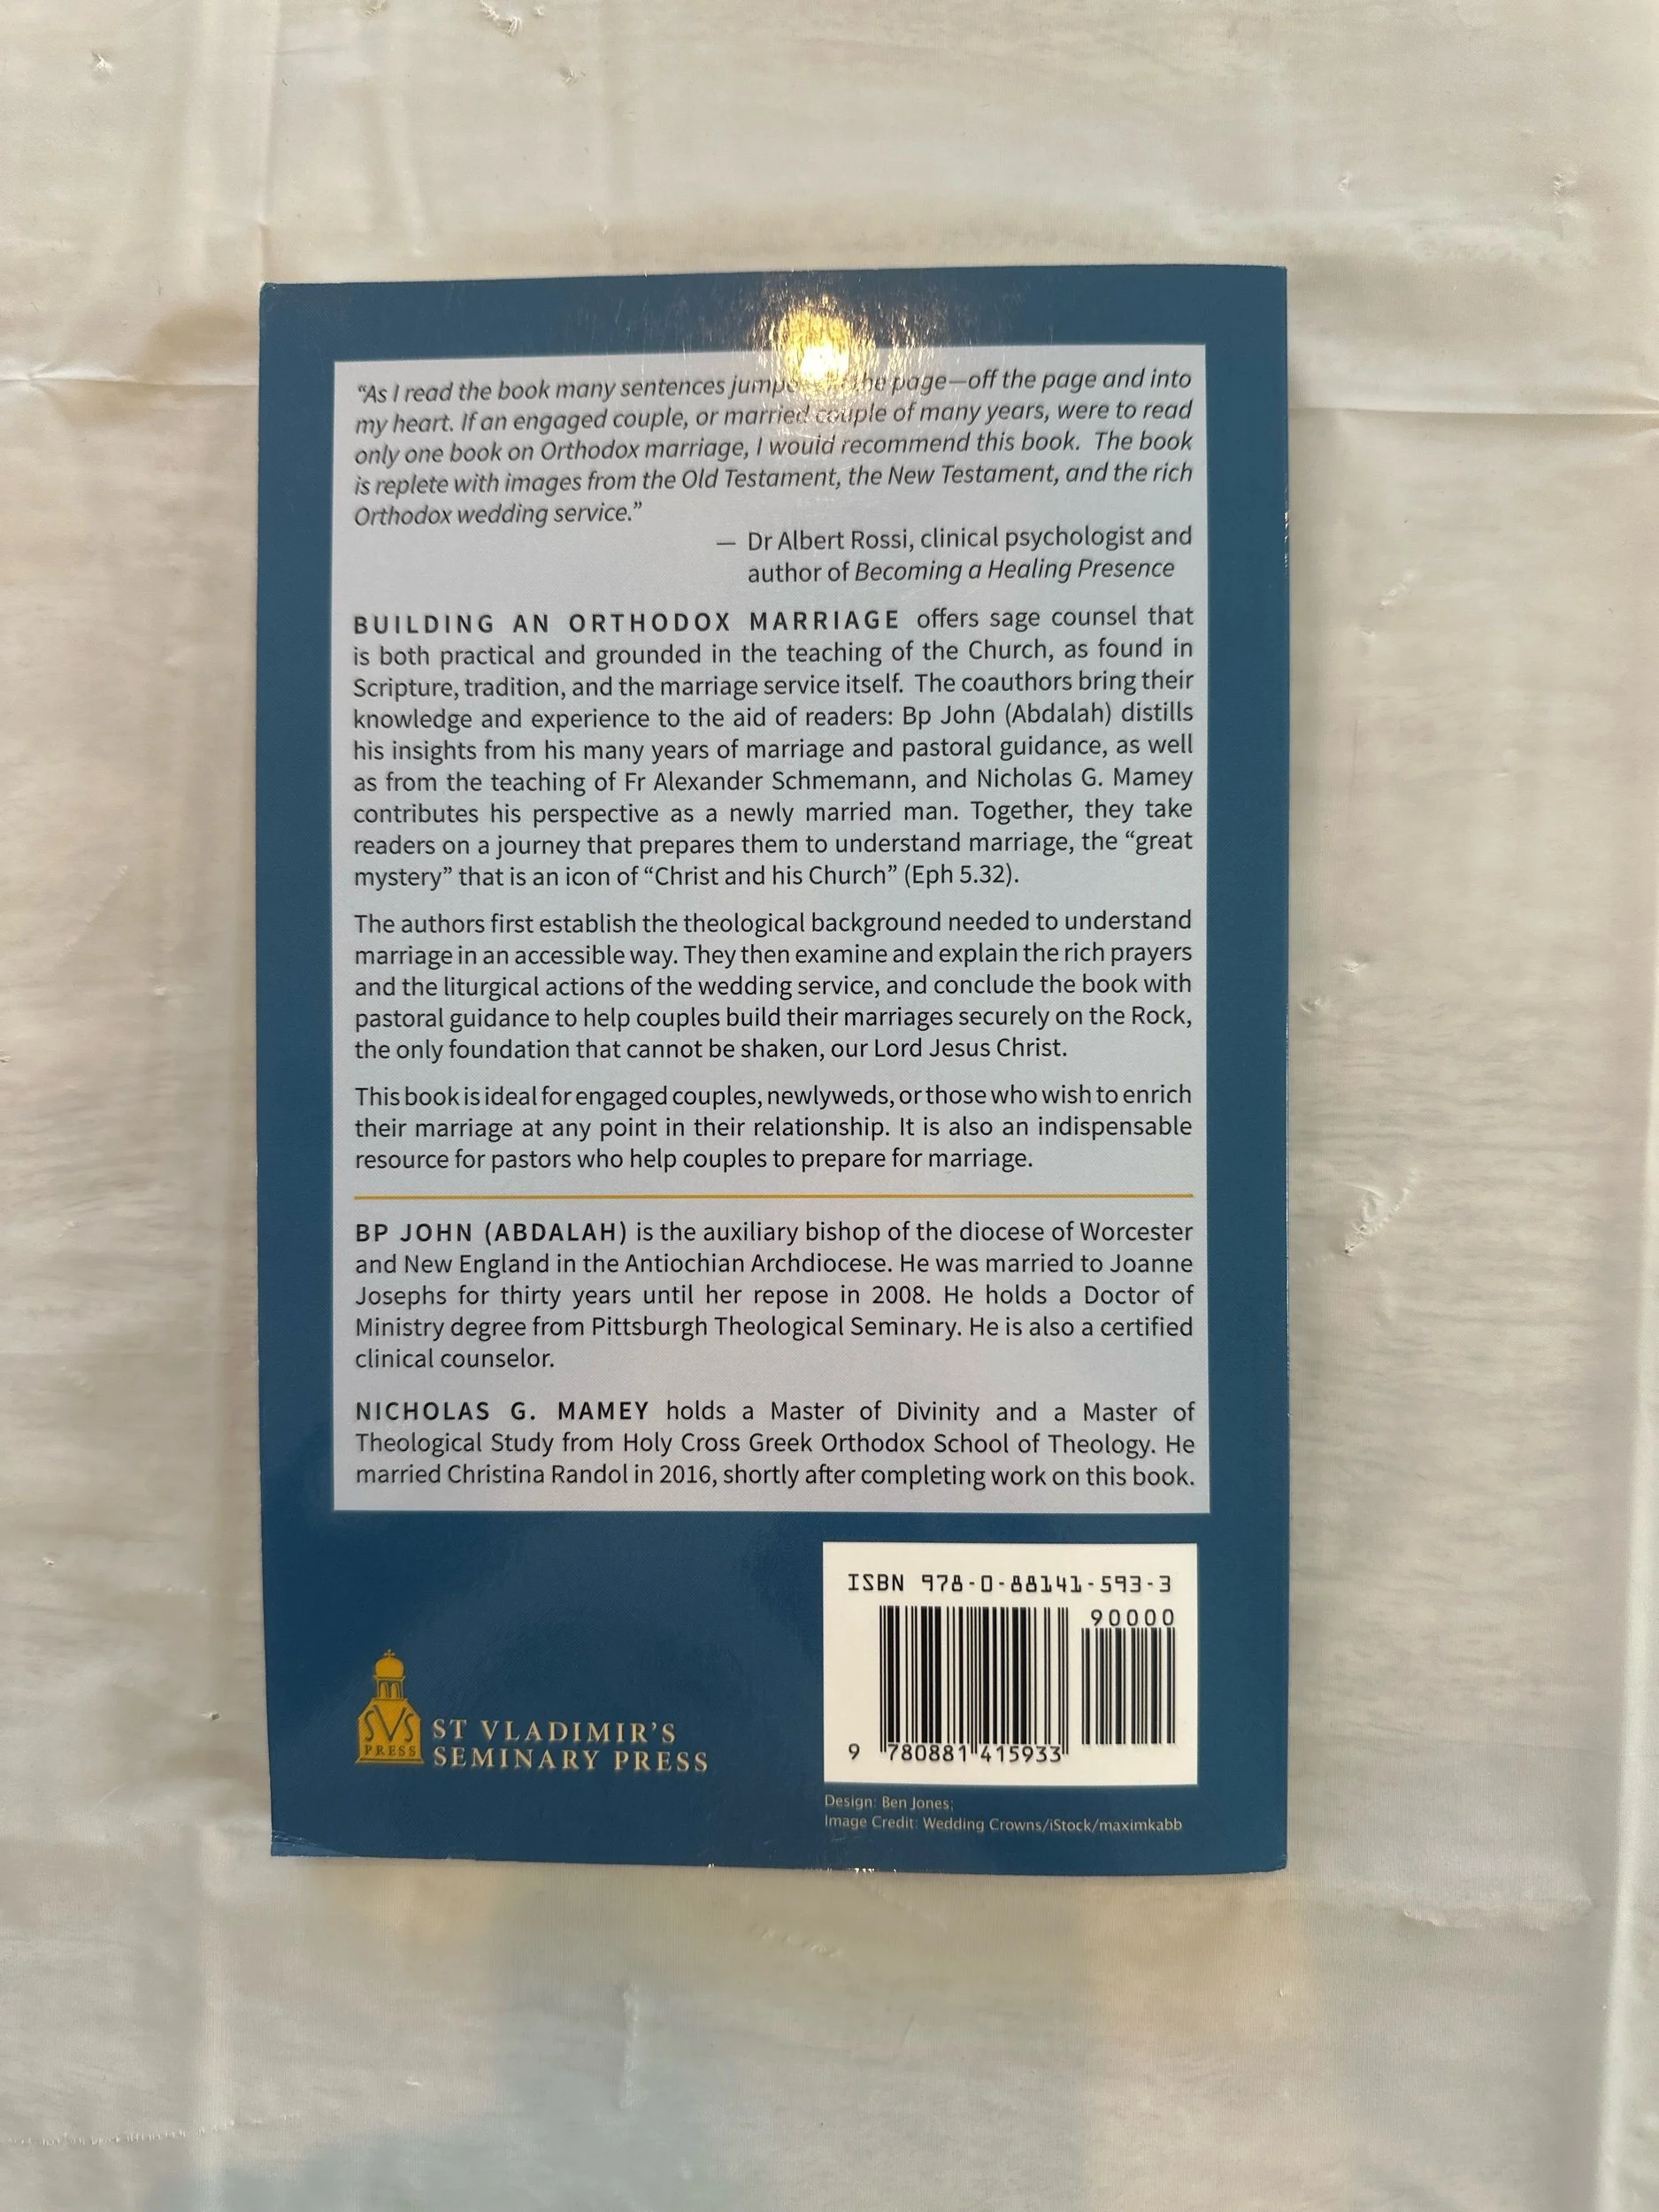 “As I read the book many sentences page—off the page and into
my heart. If an engaged couple, or married couple of many years, were to read
only one book on Orthodox marriage, I would recommend this book. The book
is replete with images from the Old Testament, the New Testament, and the rich
Orthodox wedding service.”
— Dr Albert Rossi, clinical psychologist and
author of Becoming a Healing Presence
BUILDING AN ORTHODOX MARRIAGE offers sage counsel that
is both practical and grounded in the teaching of the Church, as found in
Scripture, tradition, and the marriage service itself. The coauthors bring their
knowledge and experience to the aid of readers: Bp John (Abdalah) distills
his insights from his many years of marriage and pastoral guidance, as well
as from the teaching of Fr Alexander Schmemann, and Nicholas G. Mamey
contributes his perspective as a newly married man. Together, they take
readers on a journey that prepares them to understand marriage, the “great
mystery” that is an icon of “Christ and his Church” (Eph 5.32).
The authors first establish the theological background needed to understand
marriage in an accessible way. They then examine and explain the rich prayers
and the liturgical actions of the wedding service, and conclude the book with
pastoral guidance to help couples build their marriages securely on the Rock,
the only foundation that cannot be shaken, our Lord Jesus Christ.
This book is ideal for engaged couples, newlyweds, or those who wish to enrich
their marriage at any point in their relationship. It is also an indispensable
resource for pastors who help couples to prepare for marriage.
BP JOHN (ABDALAH) is the auxiliary bishop of the diocese of Worcester
and New England in the Antiochian Archdiocese. He was married to Joanne
Josephs for thirty years until her repose in 2008. He holds a Doctor of
Ministry degree from Pittsburgh Theological Seminary. He is also a certified
clinical counselor.
NICHOLAS G. MAMEY holds a Master of Divinity and a Master of
Theological Study from Holy Cross Greek Orthodox School of Theology. He
married Christina Randol in 2016, shortly after completing work on this book.
ISBN 978-0-88141-593-3
90000
9 780881 415933
SVS
PRESS
ST VLADIMIR’S
SEMINARY PRESS
Design: Ben Jones;
Image Credit: Wedding Crowns/iStock/maximkabb